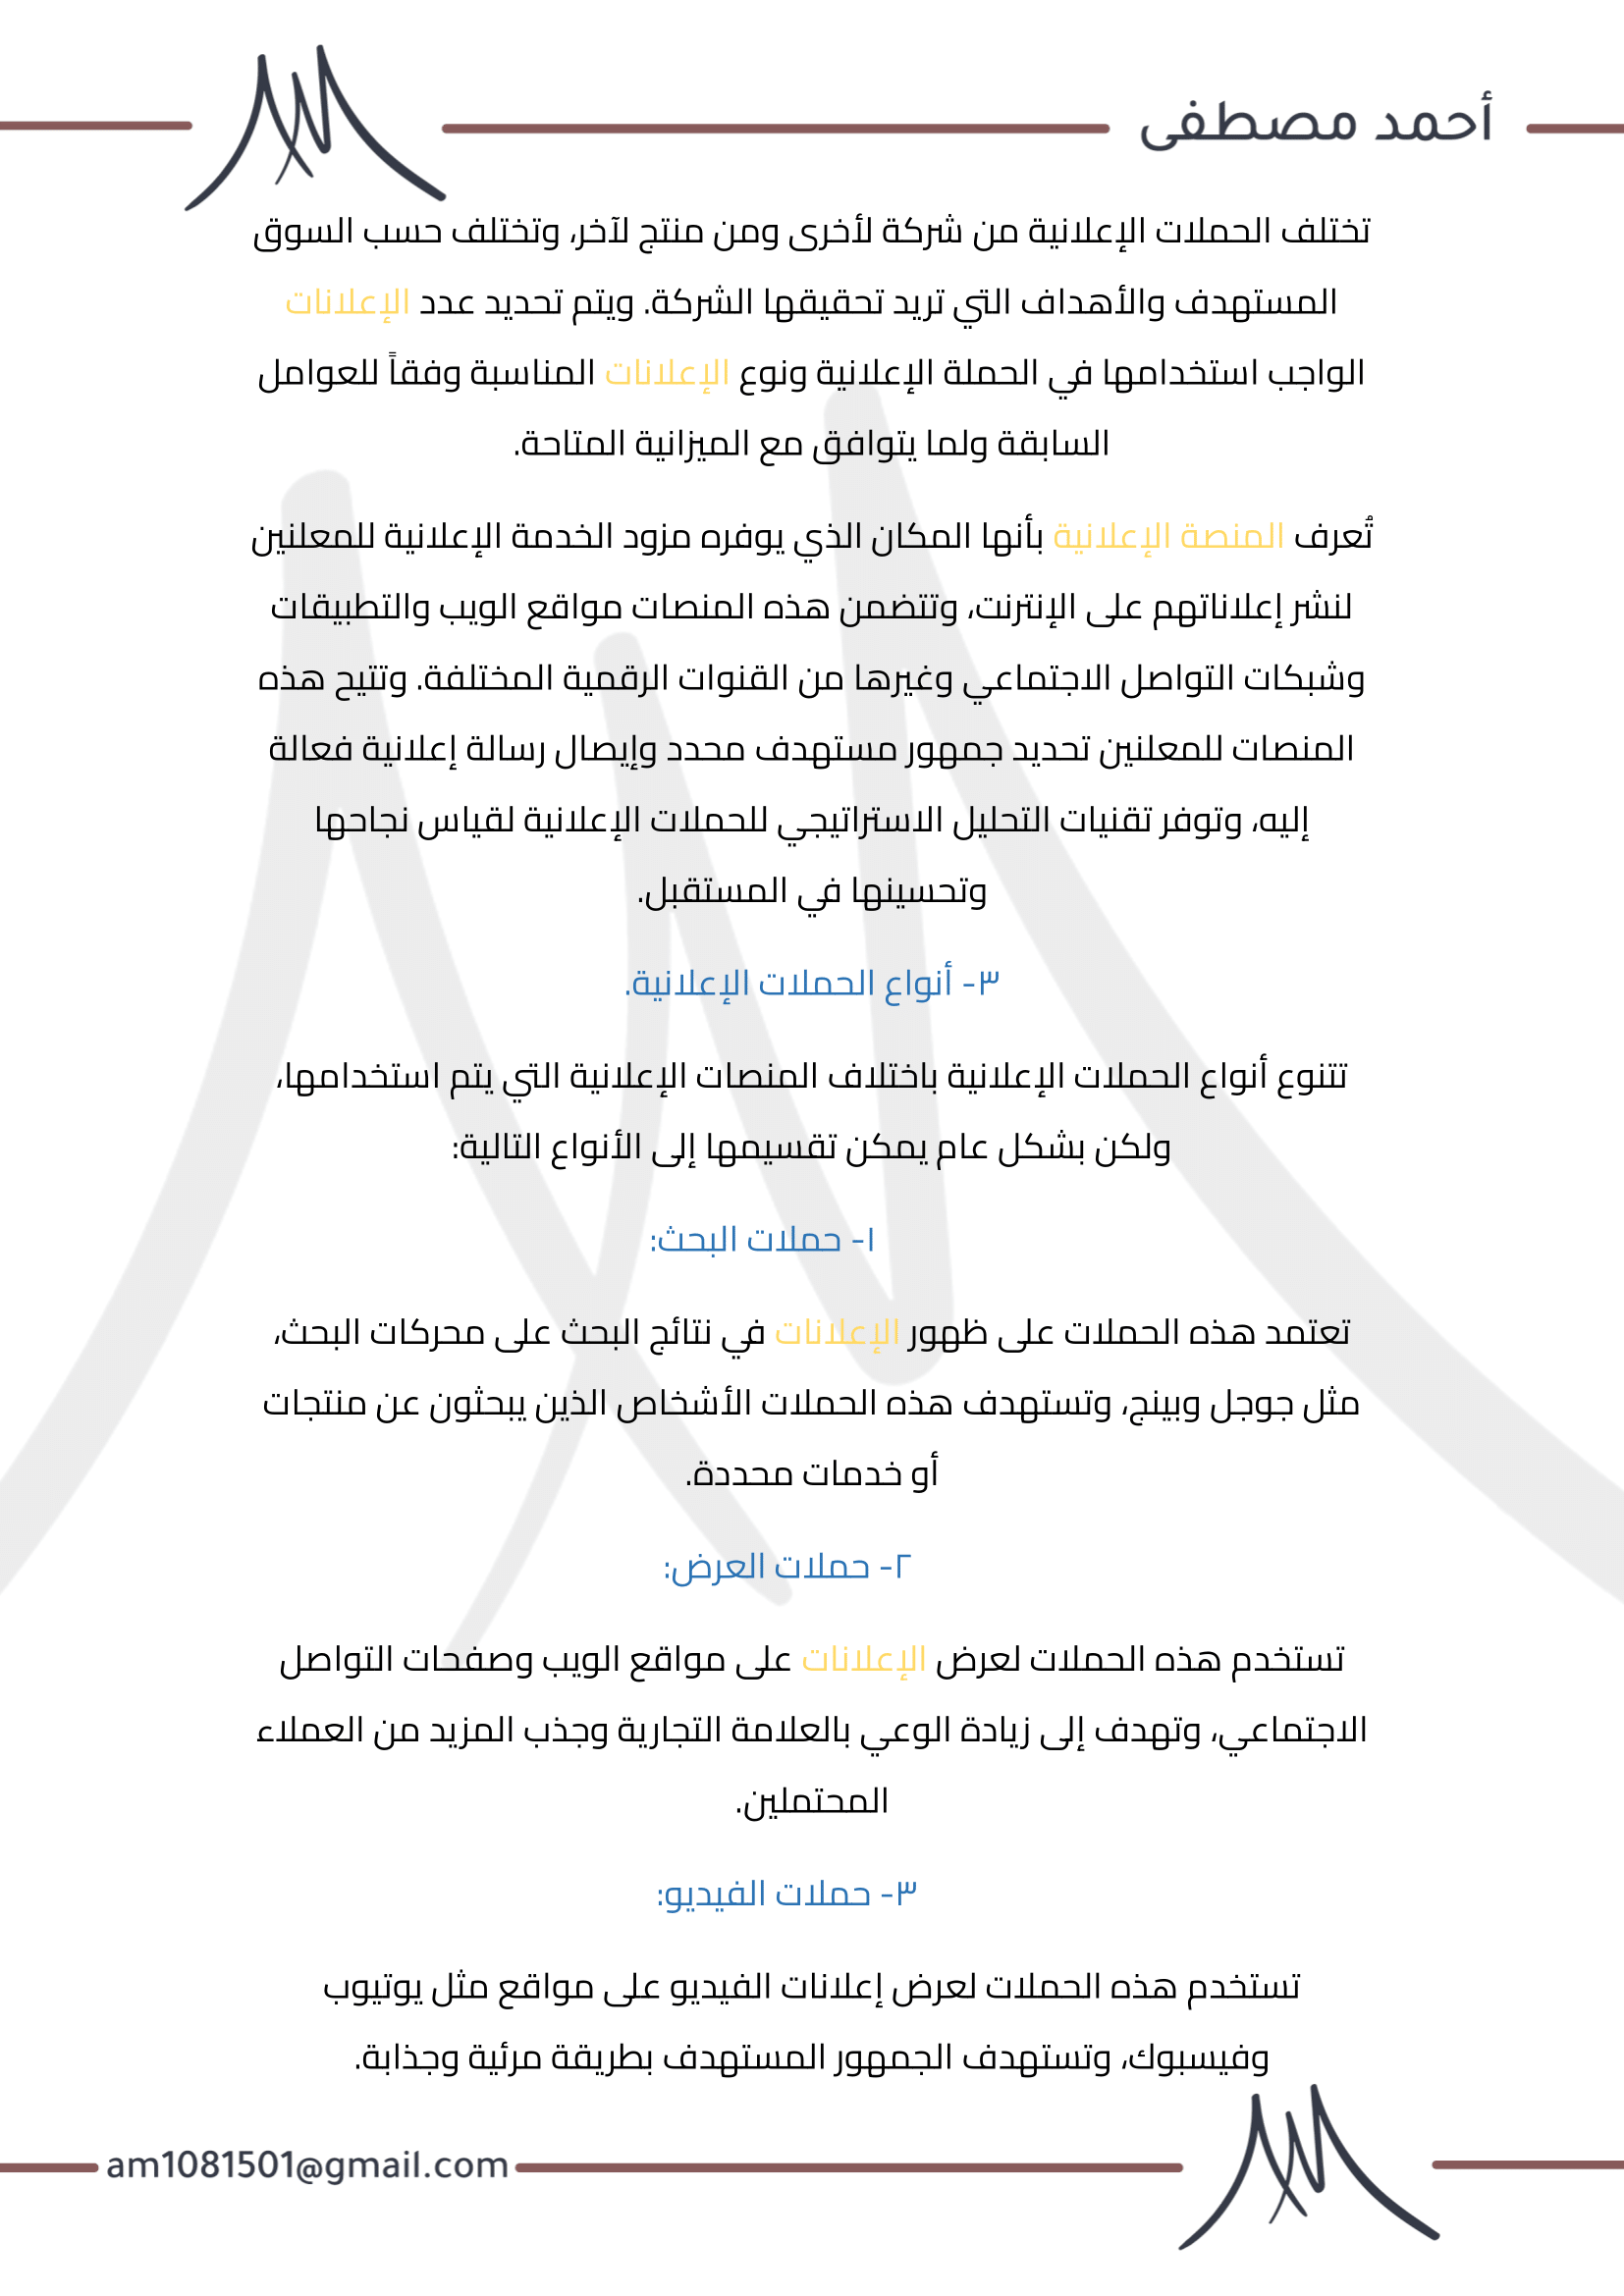 أحمد مصطفى
تختلف الحملات الإعلانية من شركة لأخرى ومن منتج لآخر، وتختلف حسب السوق
المستهدف والأهداف التي تريد تحقيقها الشركة. ويتم تحديد عدد الإعلانات
الواجب استخدامها في الحملة الإعلانية ونوع الإعلانات المناسبة وفقاً للعوامل
السابقة ولما يتوافق مع الميزانية المتاحة.
تُعرف المنصة الإعلانية بأنها المكان الذي يوفره مزود الخدمة الإعلانية للمعلنين
لنشر إعلاناتهم على الإنترنت، وتتضمن هذه المنصات مواقع الويب والتطبيقات
وشبكات التواصل الاجتماعي وغيرها من القنوات الرقمية المختلفة. وتتيح هذه
المنصات للمعلنين تحديد جمهور مستهدف محدد وإيصال رسالة إعلانية فعالة
إليه، وتوفر تقنيات التحليل الاستراتيجي للحملات الإعلانية لقياس نجاحها
وتحسينها في المستقبل.
٣- أنواع الحملات الإعلانية.
تتنوع أنواع الحملات الإعلانية باختلاف المنصات الإعلانية التي يتم استخدامها،
ولكن بشكل عام يمكن تقسيمها إلى الأنواع التالية:
١- حملات البحث:
تعتمد هذه الحملات على ظهور الإعلانات في نتائج البحث على محركات البحث،
مثل جوجل وبينج، وتستهدف هذه الحملات الأشخاص الذين يبحثون عن منتجات
أو خدمات محددة.
٢- حملات العرض:
تستخدم هذه الحملات لعرض الإعلانات على مواقع الويب وصفحات التواصل
الاجتماعي، وتهدف إلى زيادة الوعي بالعلامة التجارية وجذب المزيد من العملاء
المحتملين.
٣- حملات الفيديو:
تستخدم هذه الحملات لعرض إعلانات الفيديو على مواقع مثل يوتيوب
وفيسبوك، وتستهدف الجمهور المستهدف بطريقة مرئية وجذابة.
am1081501@gmail.com